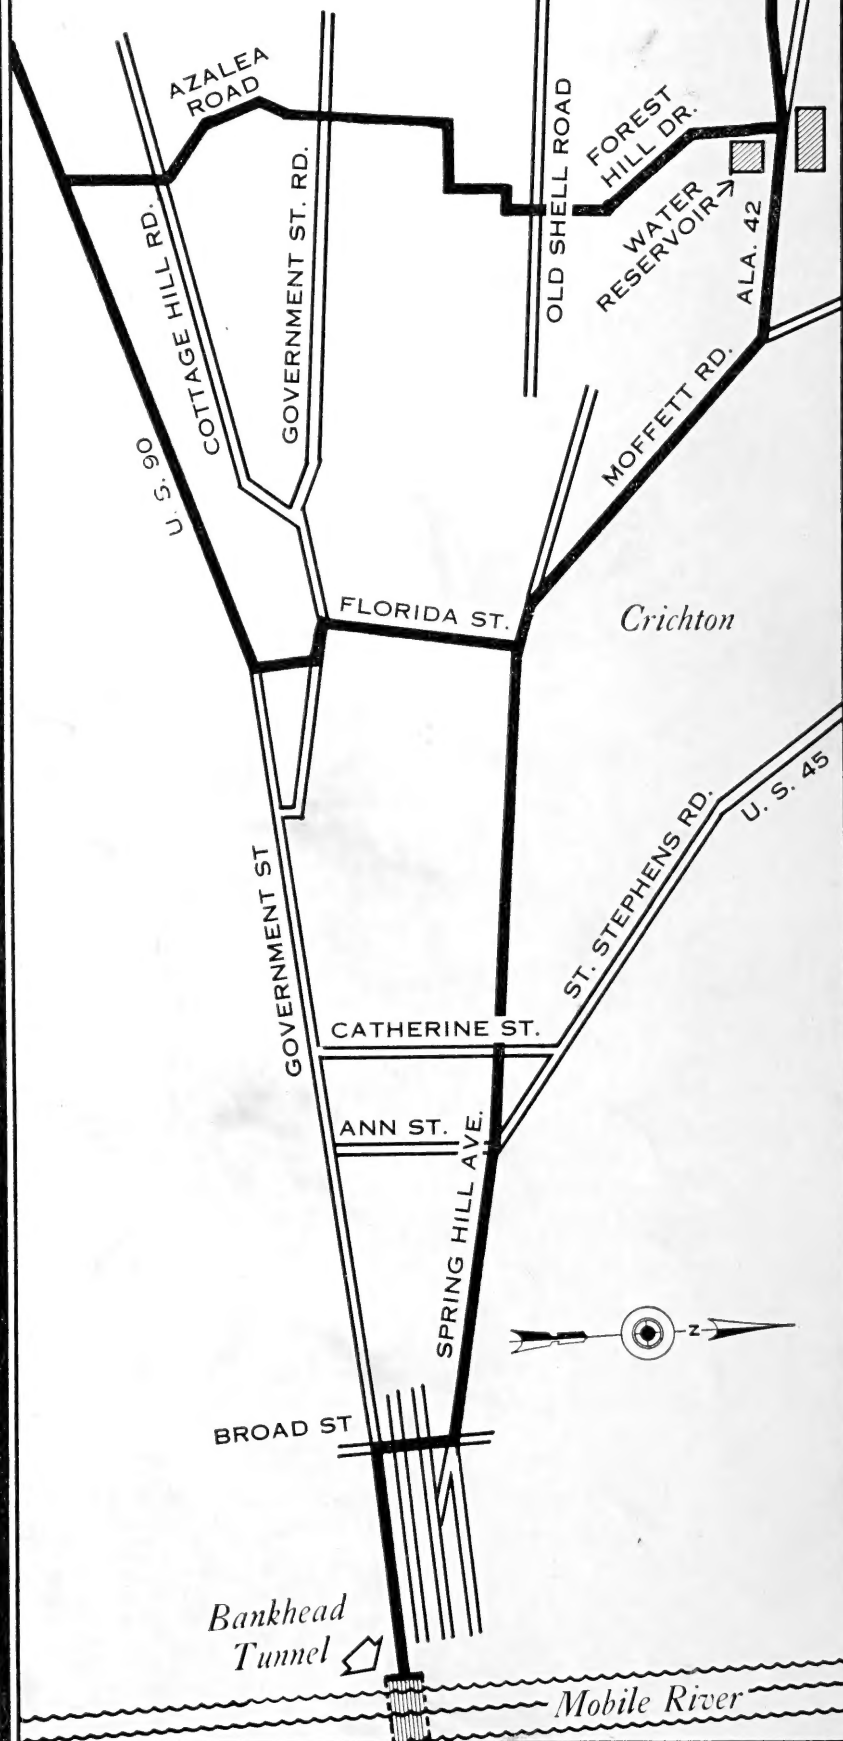 AZALEA
ROAD
OLD SHELL ROAD
FOREST
HILL DR.
WATER
RESERVOIR
ALA. 42
COTTAGE HILL RD.
GOVERNMENT ST. RD.
U. S. 90
MOFFETT RD.
FLORIDA ST.
Crichton
ST. STEPHENS RD.
U. S. 45
GOVERNMENT ST
CATHERINE ST.
ANN ST.
SPRING HILL AVE.
N
BROAD ST
Bankhead
Tunnel
Mobile River